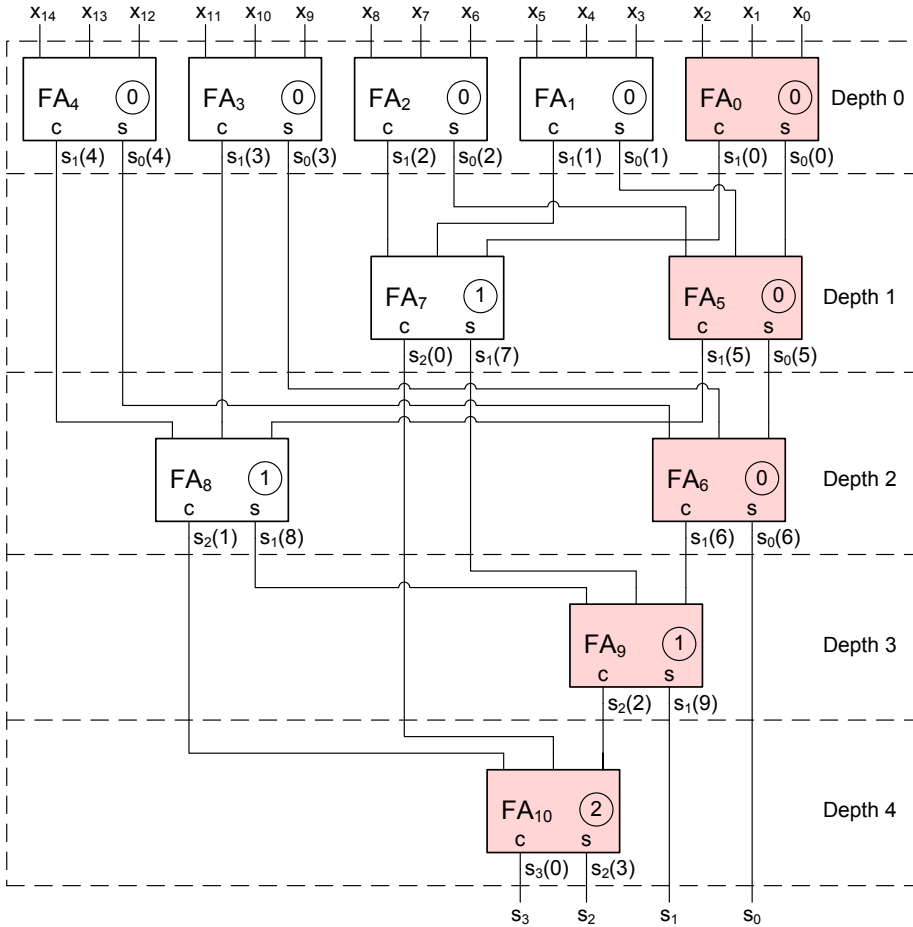 x₁₄ x₁₃ x₁₂ x₁₁ x₁₀ x₉ x₈ x₇ x₆ x₅ x₄ x₃ x₂ x₁ x₀
FA₄ 0 FA₃ 0 FA₂ 0 FA₁ 0 FA₀ 0 Depth 0
c s c s c s c s c s
s₁(4) s₀(4) s₁(3) s₀(3) s₁(2) s₀(2) s₁(1) s₀(1) s₁(0) s₀(0)
FA₇ 1 FA₅ 0 Depth 1
c s c s
s₂(0) s₁(7) s₁(5) s₀(5)
FA₈ 1 FA₆ 0 Depth 2
c s c s
s₂(1) s₁(8) s₁(6) s₀(6)
FA₉ 1 Depth 3
c s
s₂(2) s₁(9)
FA₁₀ 2 Depth 4
c s
s₃(0) s₂(3)
s₃ s₂ s₁ s₀